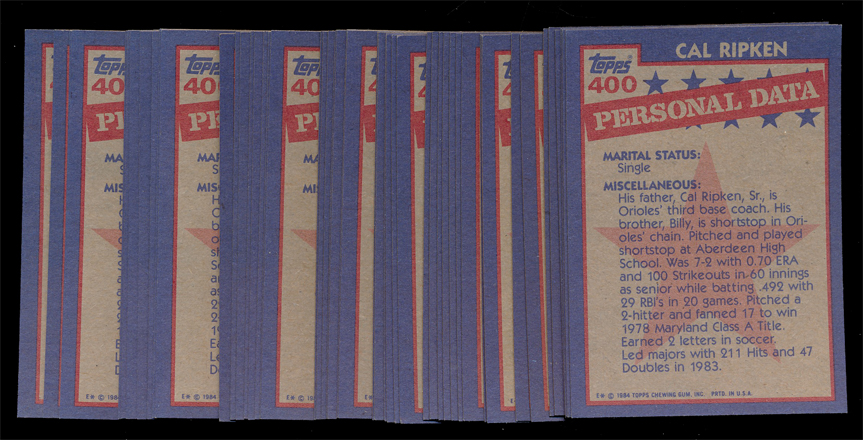 CAL RIPKEN
Topps
400
PERSONAL DATA
MARITAL STATUS:
Single
MISCELLANEOUS:
His father, Cal Ripken, Sr., is
Orioles' third base coach. His
brother, Billy, is shortstop in Ori-
oles' chain. Pitched and played
shortstop at Aberdeen High
School. Was 7-2 with 0.70 ERA
and 100 Strikeouts in 60 innings
as senior while batting .492 with
29 RBI's in 20 games. Pitched a
2-hitter and fanned 17 to win
1978 Maryland Class A Title.
Earned 2 letters in soccer.
Led majors with 211 Hits and 47
Doubles in 1983.
E* © 1984 TOPPS CHEWING GUM, INC. PRTD. IN U.S.A.